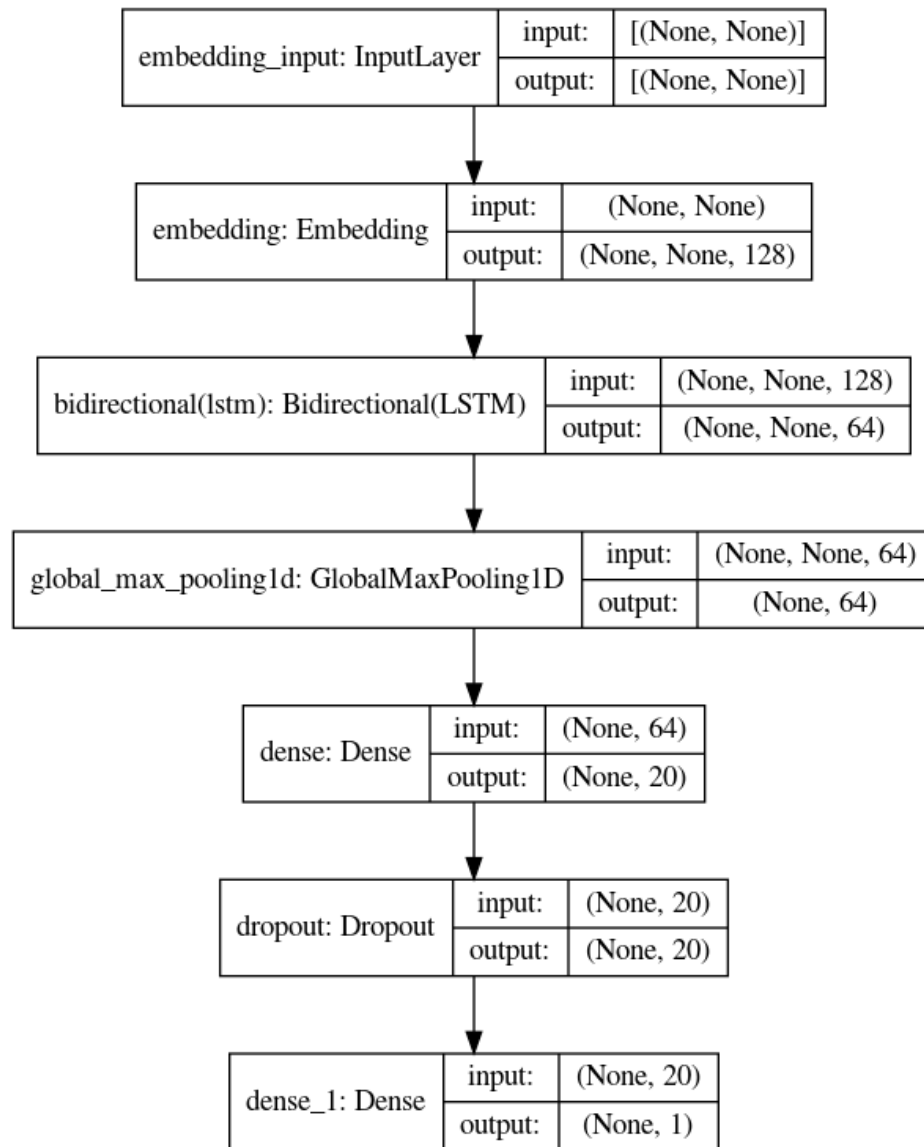 embedding_input: InputLayer
input: [(None, None)]
output: [(None, None)]
embedding: Embedding
input: (None, None)
output: (None, None, 128)
bidirectional(lstm): Bidirectional(LSTM)
input: (None, None, 128)
output: (None, None, 64)
global_max_pooling1d: GlobalMaxPooling1D
input: (None, None, 64)
output: (None, 64)
dense: Dense
input: (None, 64)
output: (None, 20)
dropout: Dropout
input: (None, 20)
output: (None, 20)
dense_1: Dense
input: (None, 20)
output: (None, 1)